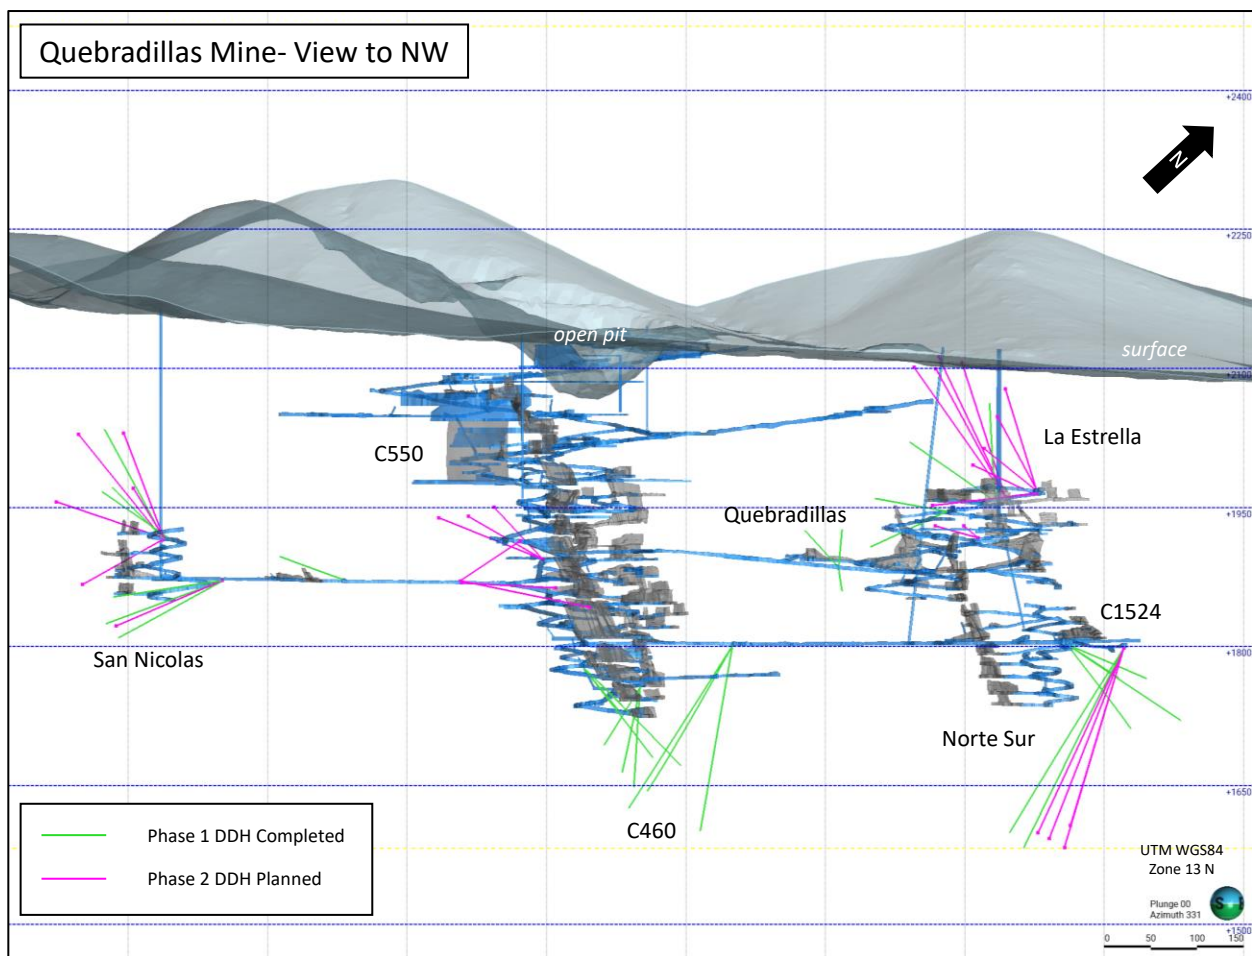 Quebradillas Mine- View to NW
+2400
N
+2250
open pit
surface
+2100
La Estrella
C550
+1950
Quebradillas
C1524
+1800
San Nicolas
Norte Sur
+1650
C460
Phase 1 DDH Completed
Phase 2 DDH Planned
UTM WGS84
Zone 13 N
Plunge 00
Azimuth 331
S
+1500
0 50 100 150